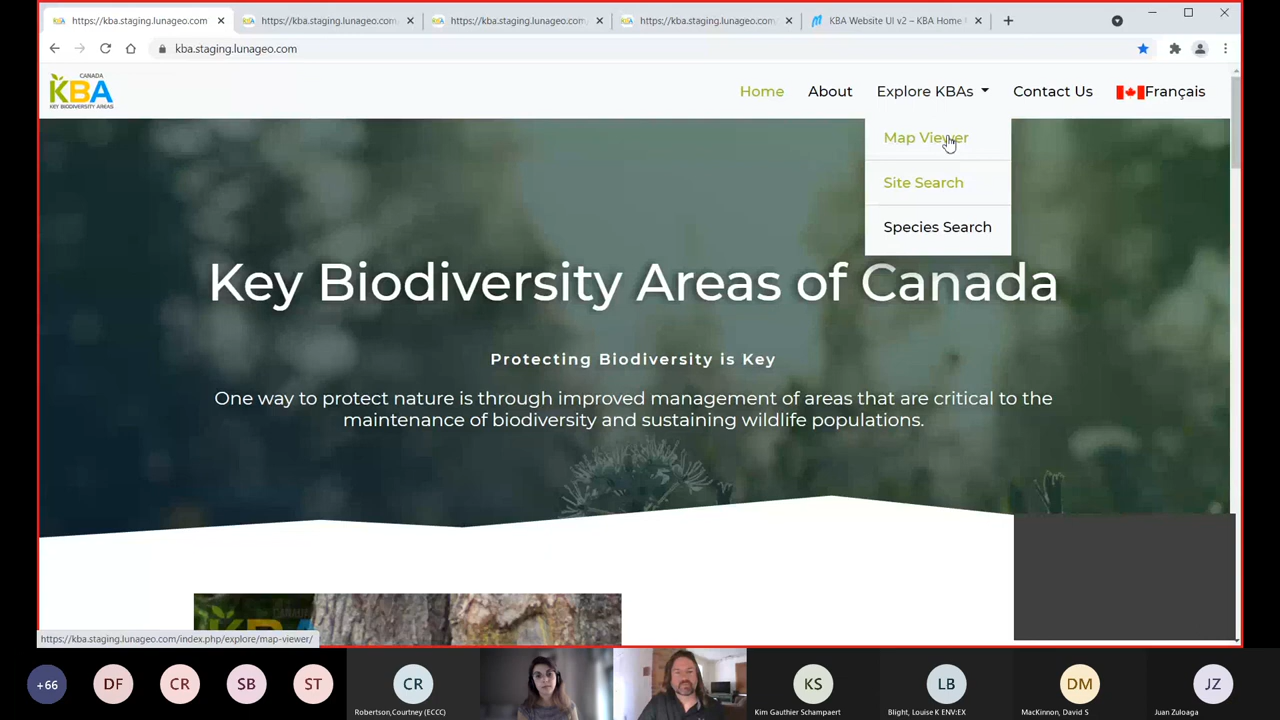 https://kba.staging.lunageo.com/
https://kba.staging.lunageo.com/
https://kba.staging.lunageo.com/
https://kba.staging.lunageo.com/
KBA Website UI v2 – KBA Home
kba.staging.lunageo.com
CANADA
KBA
KEY BIODIVERSITY AREAS
Home
About
Explore KBAs
Contact Us
Français
Map Viewer
Site Search
Species Search
Key Biodiversity Areas of Canada
Protecting Biodiversity is Key
One way to protect nature is through improved management of areas that are critical to the
maintenance of biodiversity and sustaining wildlife populations.
CANADA
KBA
https://kba.staging.lunageo.com/index.php/explore/map-viewer/
+66
DF
CR
SB
ST
CR
Robertson,Courtney (ECCC)
KS
Kim Gauthier Schampaert
LB
Blight, Louise K ENV:EX
DM
MacKinnon, David S
JZ
Juan Zuloaga